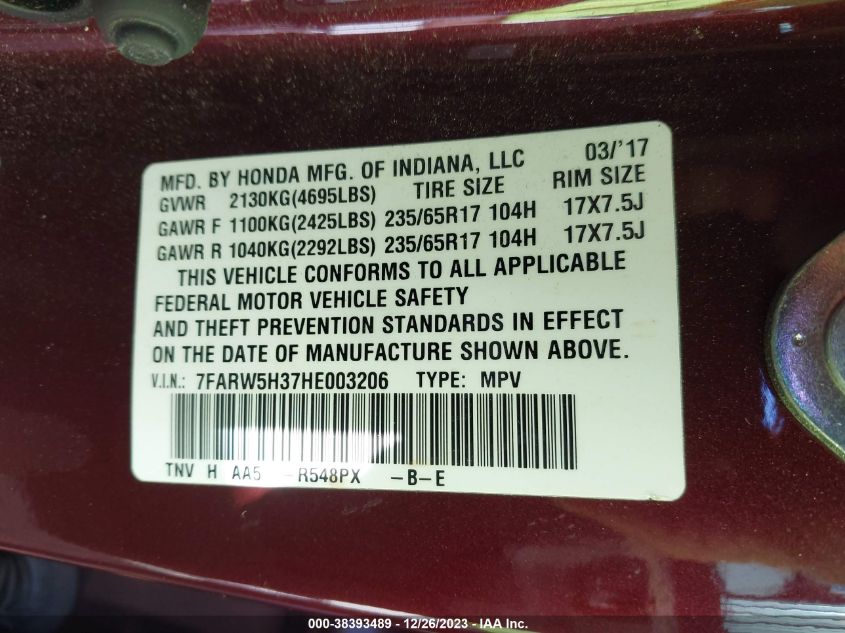 MFD. BY HONDA MFG. OF INDIANA, LLC 03/'17
GVWR 2130KG(4695LBS) TIRE SIZE RIM SIZE
GAWR F 1100KG(2425LBS) 235/65R17 104H 17X7.5J
GAWR R 1040KG(2292LBS) 235/65R17 104H 17X7.5J
THIS VEHICLE CONFORMS TO ALL APPLICABLE
FEDERAL MOTOR VEHICLE SAFETY
AND THEFT PREVENTION STANDARDS IN EFFECT
ON THE DATE OF MANUFACTURE SHOWN ABOVE.
V.I.N.: 7FARW5H37HE003206 TYPE: MPV
TNV H AA5 -R548PX -B-E
000-38393489 - 12/26/2023 - IAA Inc.